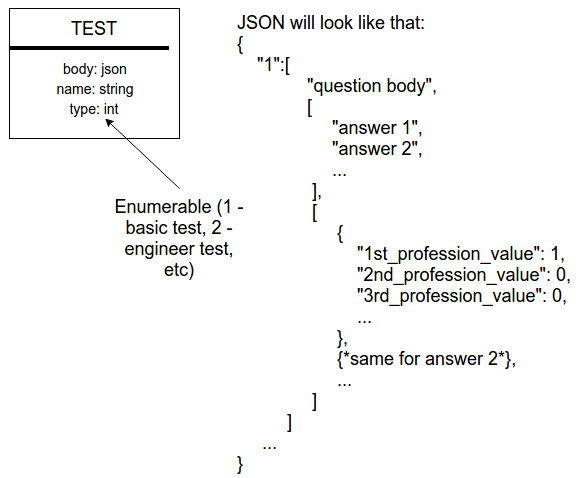 TEST
body: json
name: string
type: int
Enumerable (1 -
basic test, 2 -
engineer test,
etc)
JSON will look like that:
{
"1":[
"question body",
[
"answer 1",
"answer 2",
...
],
[
{
"1st_profession_value": 1,
"2nd_profession_value": 0,
"3rd_profession_value": 0,
...
},
{*same for answer 2*},
...
]
]
...
}